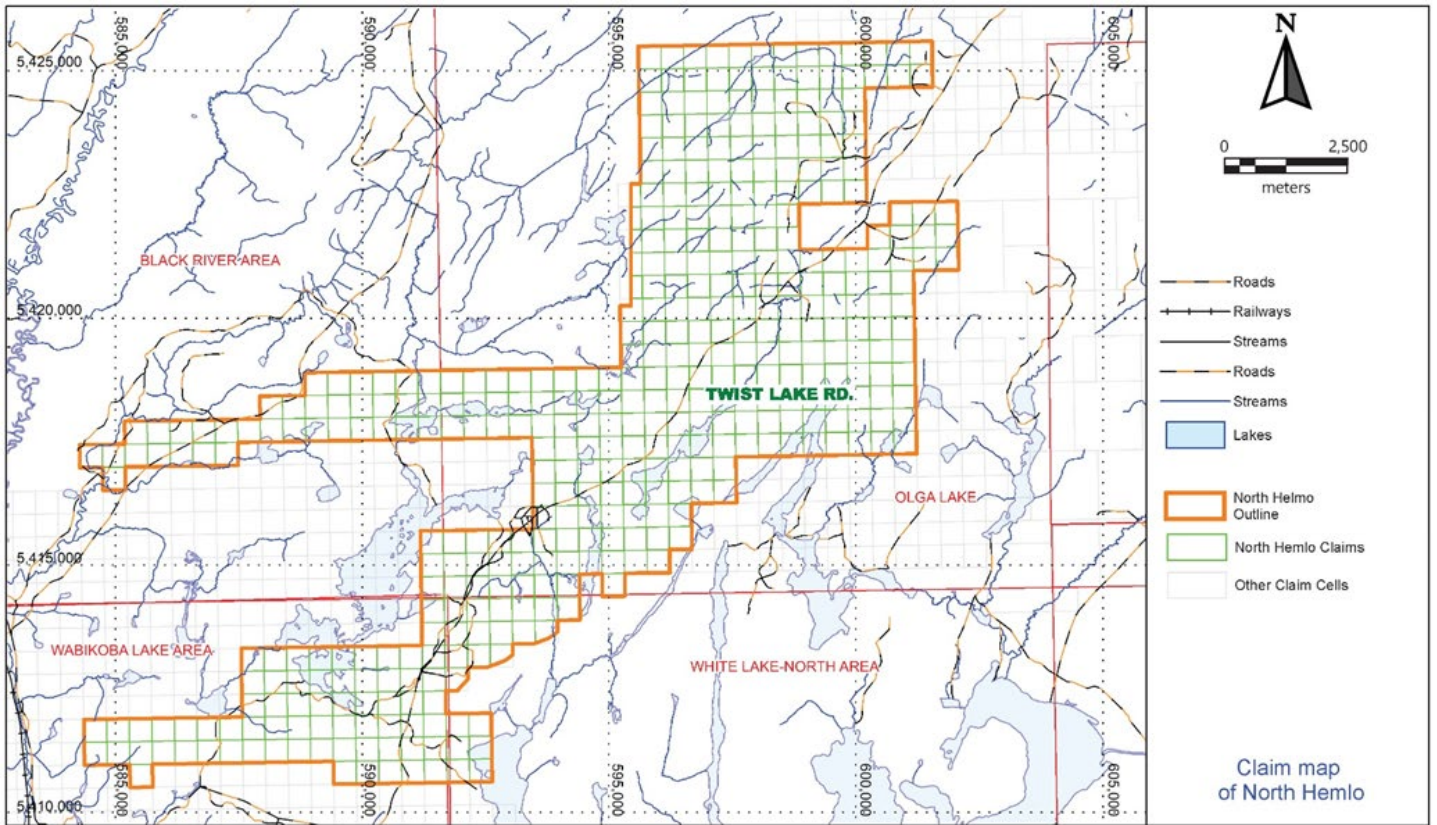 585,000
590,000
595,000
600,000
605,000
5,425,000
BLACK RIVER AREA
5,420,000
TWIST LAKE RD.
OLGA LAKE
5,415,000
WABIKOBA LAKE AREA
WHITE LAKE-NORTH AREA
585,000
590,000
595,000
600,000
605,000
5,410,000
N
0 2,500
meters
Roads
Railways
Streams
Roads
Streams
Lakes
North Helmo
Outline
North Hemlo Claims
Other Claim Cells
Claim map
of North Hemlo